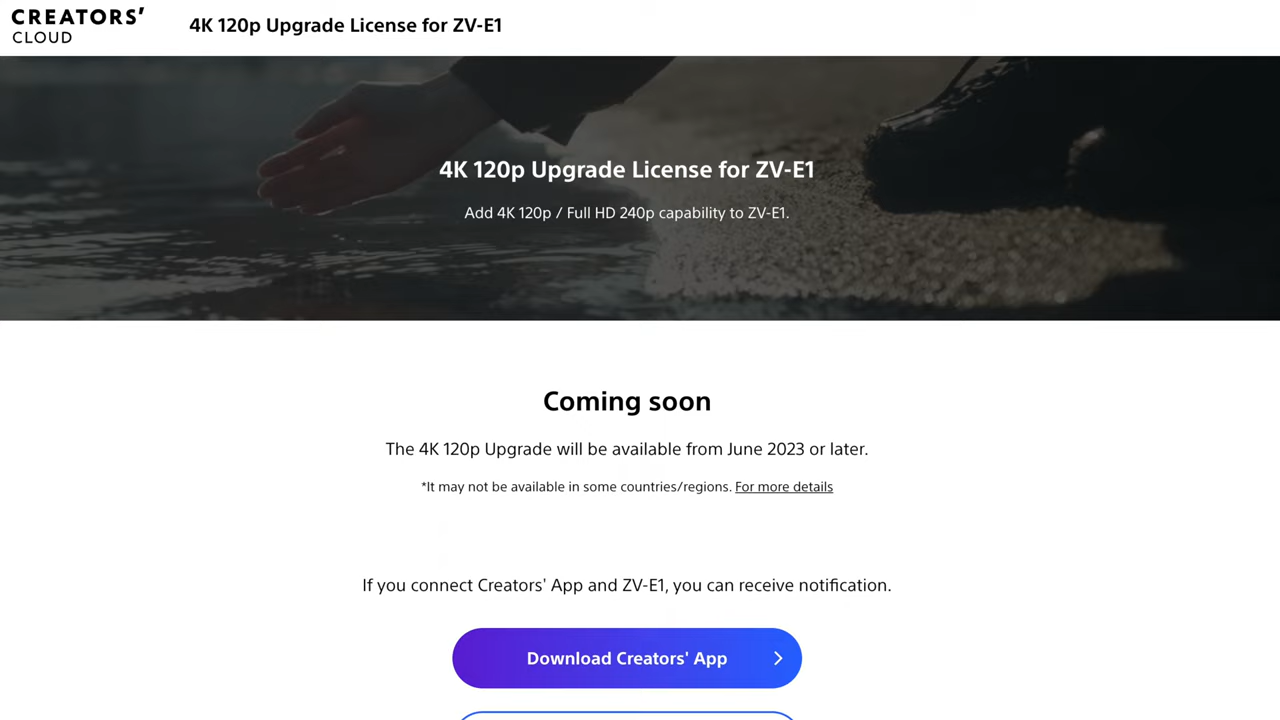 CREATORS'
CLOUD
4K 120p Upgrade License for ZV-E1
4K 120p Upgrade License for ZV-E1
Add 4K 120p / Full HD 240p capability to ZV-E1.
Coming soon
The 4K 120p Upgrade will be available from June 2023 or later.
*It may not be available in some countries/regions. For more details
If you connect Creators' App and ZV-E1, you can receive notification.
Download Creators' App